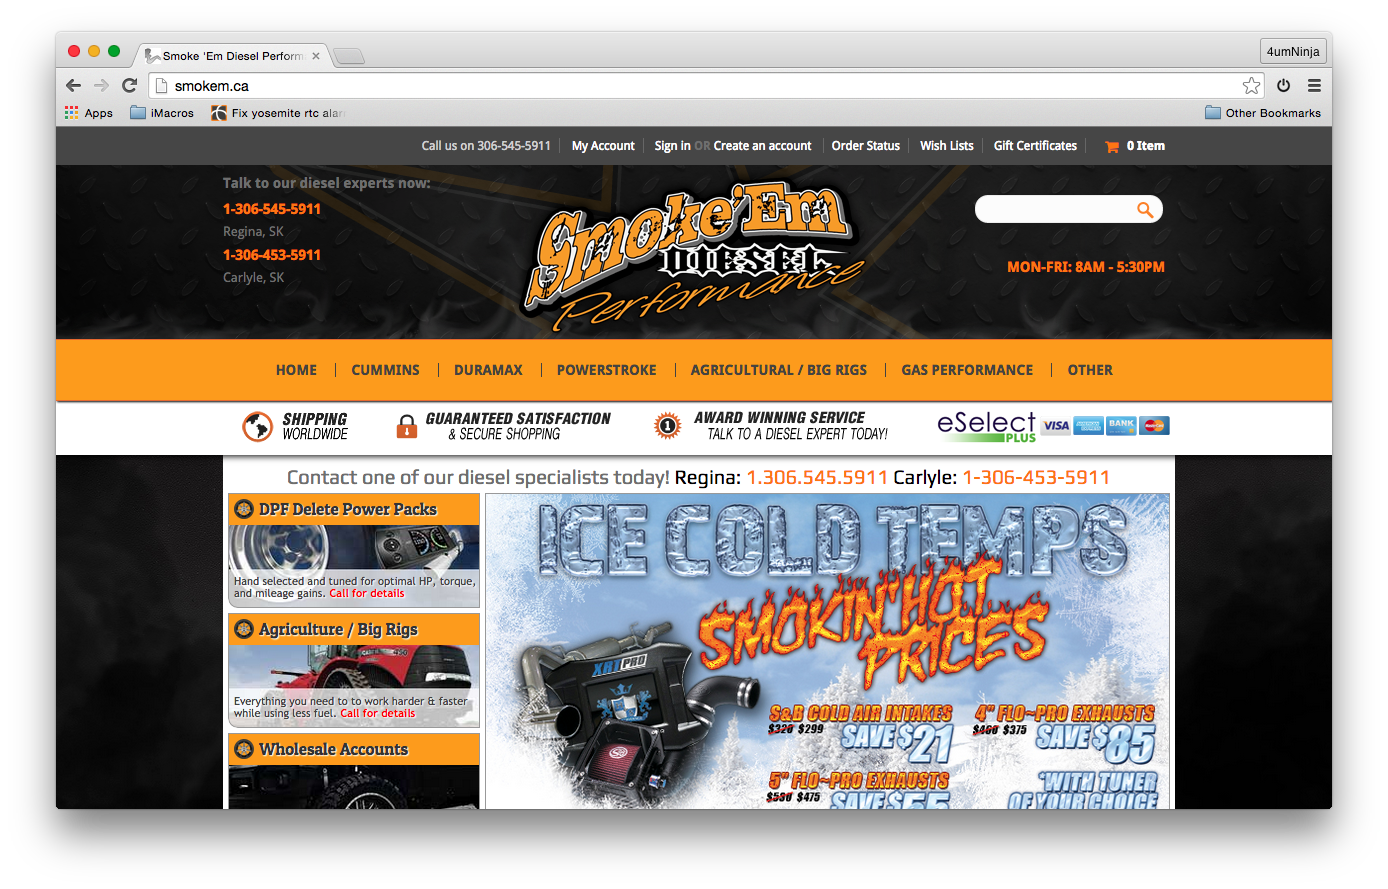 Smoke 'Em Diesel Perform
4umNinja
smokem.ca
Apps iMacros Fix yosemite rtc alar Other Bookmarks
Call us on 306-545-5911 My Account Sign in OR Create an account Order Status Wish Lists Gift Certificates 0 Item
Talk to our diesel experts now:
1-306-545-5911
Regina, SK
1-306-453-5911
Carlyle, SK
Smoke 'Em
DIESEL
Performance
MON-FRI: 8AM - 5:30PM
HOME CUMMINS DURAMAX POWERSTROKE AGRICULTURAL / BIG RIGS GAS PERFORMANCE OTHER
SHIPPING
WORLDWIDE
GUARANTEED SATISFACTION
& SECURE SHOPPING
1
AWARD WINNING SERVICE
TALK TO A DIESEL EXPERT TODAY!
eSelect
PLUS
VISA
BANK
MasterCard
Contact one of our diesel specialists today! Regina: 1.306.545.5911 Carlyle: 1-306-453-5911
DPF Delete Power Packs
Hand selected and tuned for optimal HP, torque,
and mileage gains. Call for details
Agriculture / Big Rigs
450
Everything you need to to work harder & faster
while using less fuel. Call for details
Wholesale Accounts
ICE COLD TEMPS
SMOKIN' HOT
PRICES
XRT PRO
S&B COLD AIR INTAKES
$320 $299
SAVE $21
4" FLO~PRO EXHAUSTS
$460 $375
SAVE $85
5" FLO~PRO EXHAUSTS
$530 $475
SAVE $55
*WITH TUNER
OF YOUR CHOICE